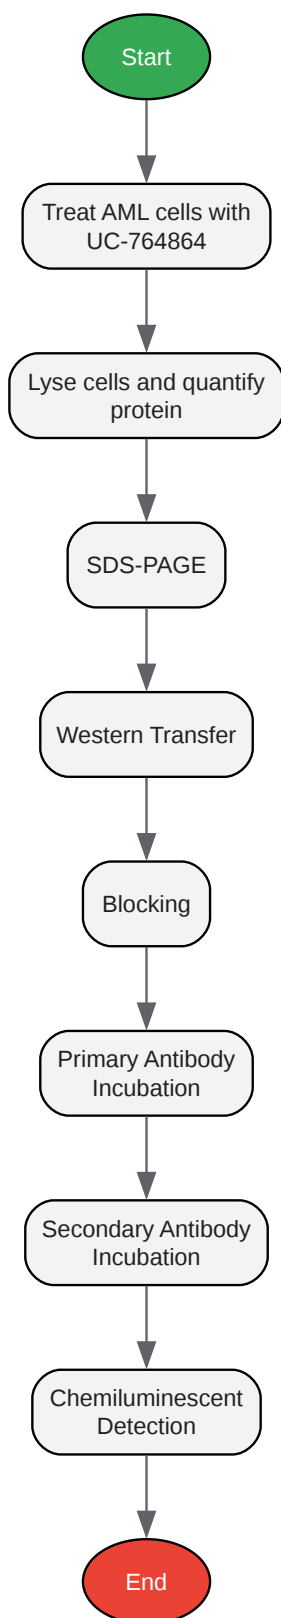 Start
Treat AML cells with
UC-764864
Lyse cells and quantify
protein
SDS-PAGE
Western Transfer
Blocking
Primary Antibody
Incubation
Secondary Antibody
Incubation
Chemiluminescent
Detection
End